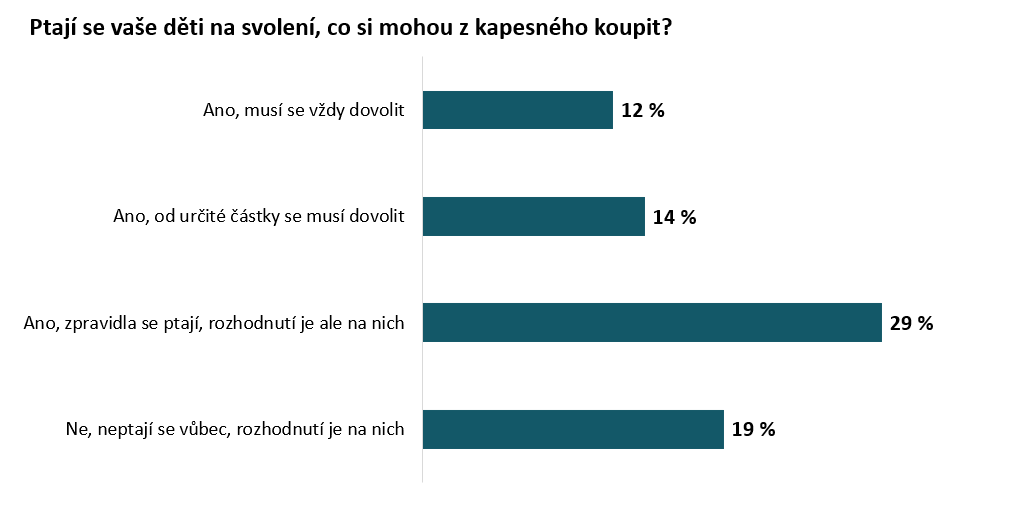 Ptají se vaše děti na svolení, co si mohou z kapesného koupit?
Ano, musí se vždy dovolit 12 %
Ano, od určité částky se musí dovolit 14 %
Ano, zpravidla se ptají, rozhodnutí je ale na nich 29 %
Ne, neptají se vůbec, rozhodnutí je na nich 19 %